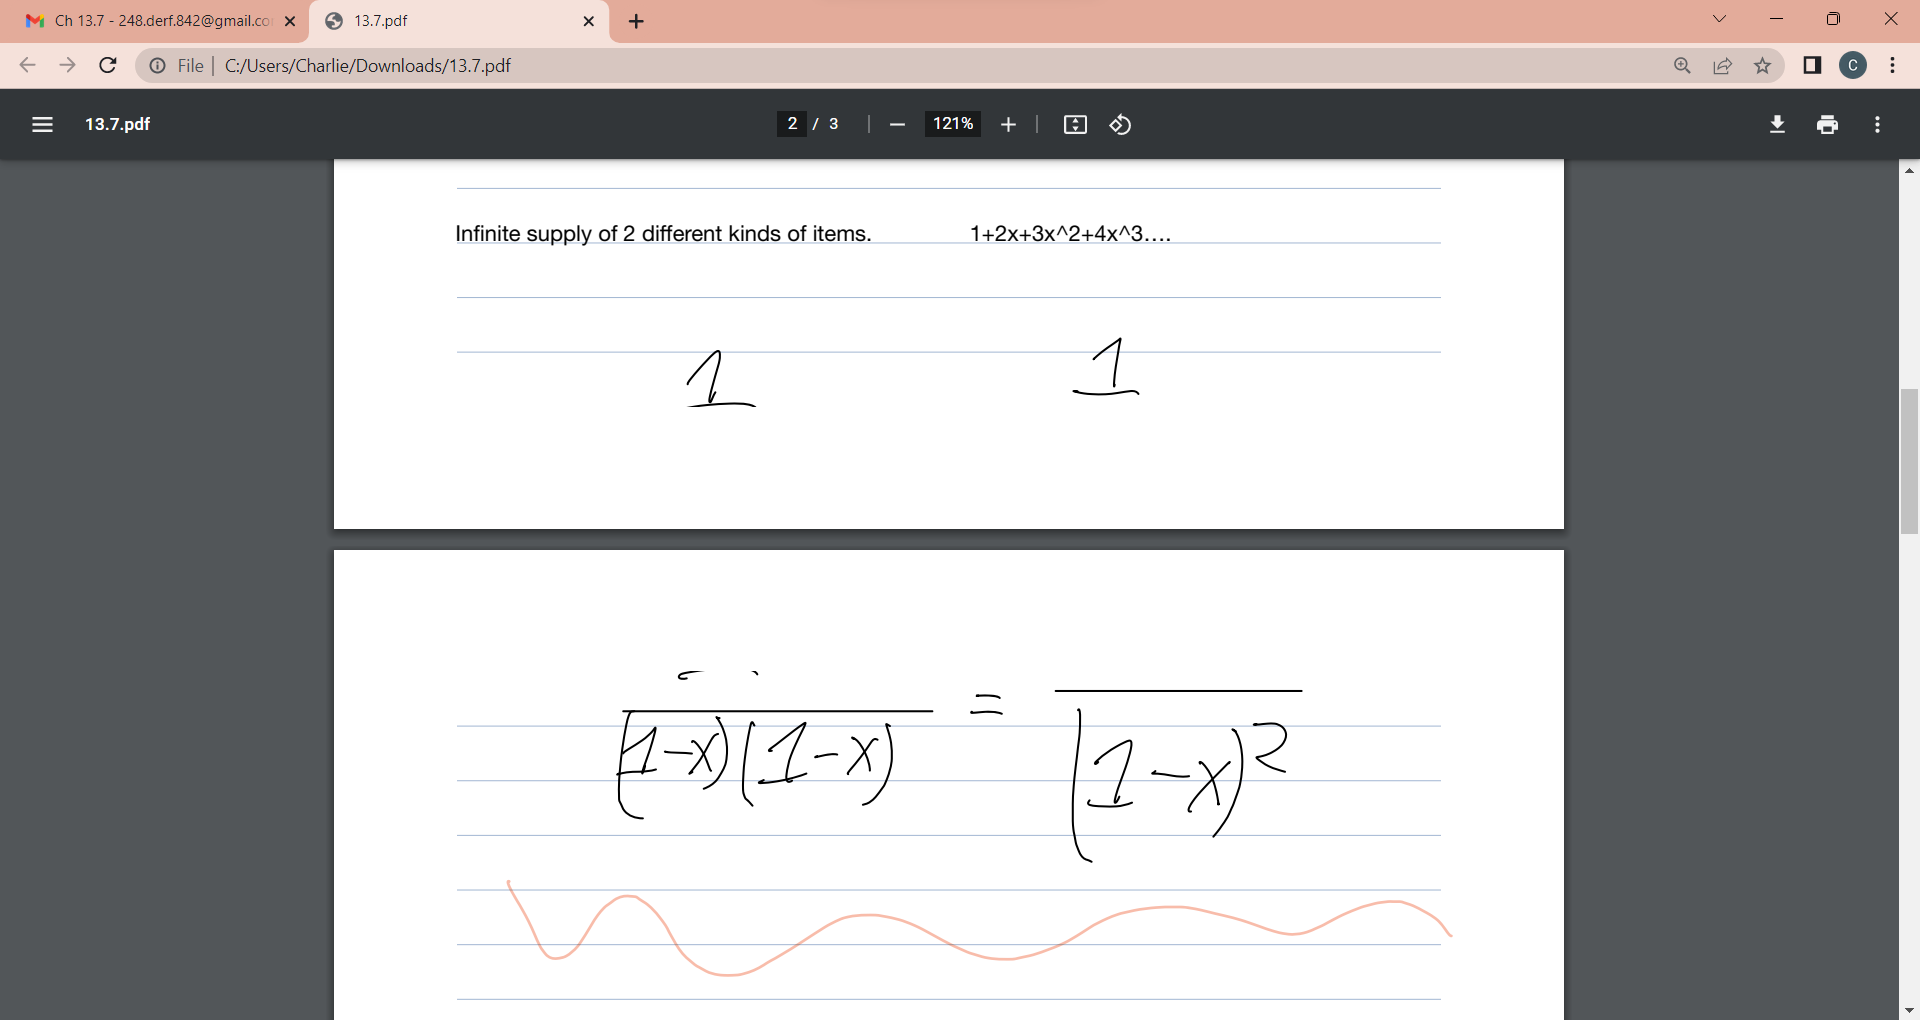 Ch 13.7 - 248.derf.842@gmail.co
13.7.pdf
File | C:/Users/Charlie/Downloads/13.7.pdf
C
13.7.pdf
2 / 3 | − 121% + |
Infinite supply of 2 different kinds of items. 1+2x+3x^2+4x^3....
1 1
=
(1-x)(1-x) (1-x)^2